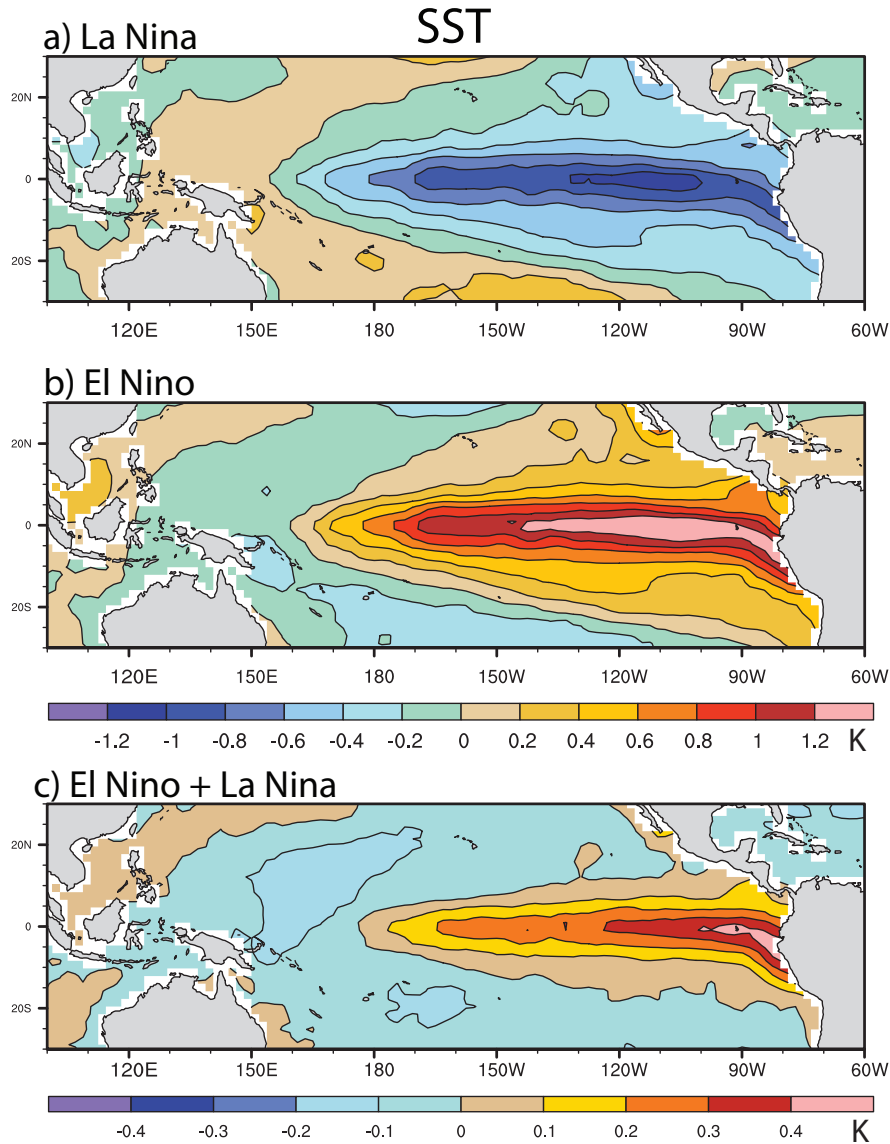 SST
a) La Nina
20N
0
20S
120E 150E 180 150W 120W 90W 60W
b) El Nino
20N
0
20S
120E 150E 180 150W 120W 90W 60W
-1.2 -1 -0.8 -0.6 -0.4 -0.2 0 0.2 0.4 0.6 0.8 1 1.2 K
c) El Nino + La Nina
20N
0
20S
120E 150E 180 150W 120W 90W 60W
-0.4 -0.3 -0.2 -0.1 0 0.1 0.2 0.3 0.4 K